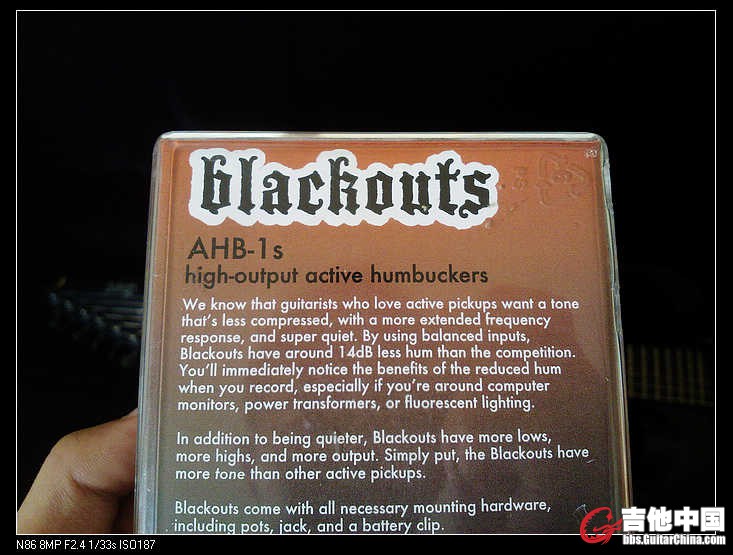 blackouts
AHB-1s
high-output active humbuckers
We know that guitarists who love active pickups want a tone
that's less compressed, with a more extended frequency
response, and super quiet. By using balanced inputs,
Blackouts have around 14dB less hum than the competition.
You'll immediately notice the benefits of the reduced hum
when you record, especially if you're around computer
monitors, power transformers, or fluorescent lighting.
In addition to being quieter, Blackouts have more lows,
more highs, and more output. Simply put, the Blackouts have
more tone than other active pickups.
Blackouts come with all necessary mounting hardware,
including pots, jack, and a battery clip.
吉他中国
bbs.GuitarChina.com
N86 8MP F2.4 1/33s ISO187